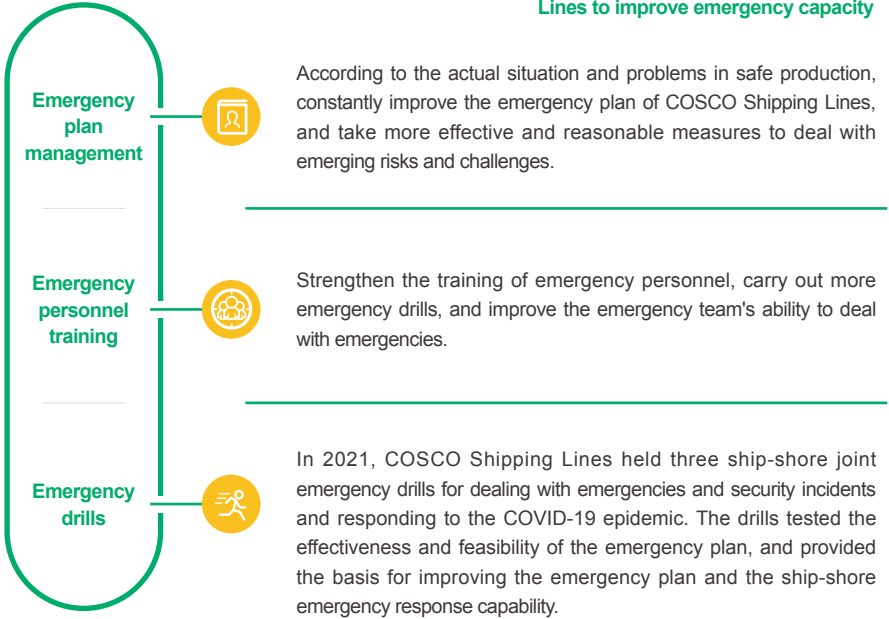 Lines to improve emergency capacity
Emergency
plan
management
According to the actual situation and problems in safe production,
constantly improve the emergency plan of COSCO Shipping Lines,
and take more effective and reasonable measures to deal with
emerging risks and challenges.
Emergency
personnel
training
Strengthen the training of emergency personnel, carry out more
emergency drills, and improve the emergency team's ability to deal
with emergencies.
Emergency
drills
In 2021, COSCO Shipping Lines held three ship-shore joint
emergency drills for dealing with emergencies and security incidents
and responding to the COVID-19 epidemic. The drills tested the
effectiveness and feasibility of the emergency plan, and provided
the basis for improving the emergency plan and the ship-shore
emergency response capability.